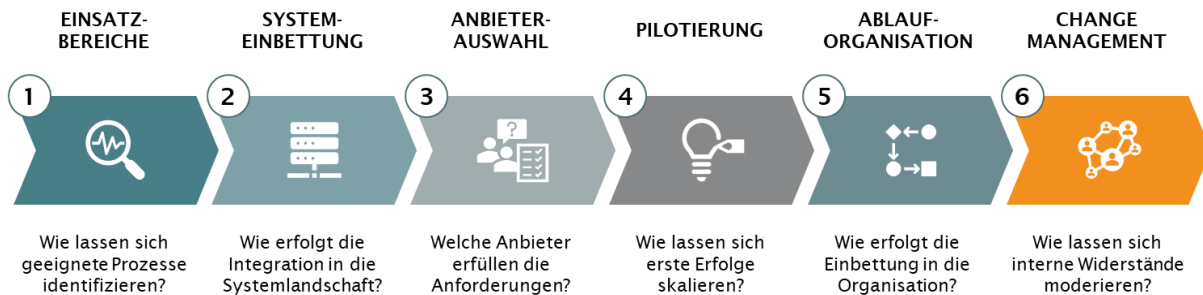 EINSATZ-
BEREICHE
SYSTEM-
EINBETTUNG
ANBIETER-
AUSWAHL
PILOTIERUNG
ABLAUF-
ORGANISATION
CHANGE
MANAGEMENT
1
2
3
4
5
6
?
Wie lassen sich
geeignete Prozesse
identifizieren?
Wie erfolgt die
Integration in die
Systemlandschaft?
Welche Anbieter
erfüllen die
Anforderungen?
Wie lassen sich
erste Erfolge
skalieren?
Wie erfolgt die
Einbettung in die
Organisation?
Wie lassen sich
interne Widerstände
moderieren?